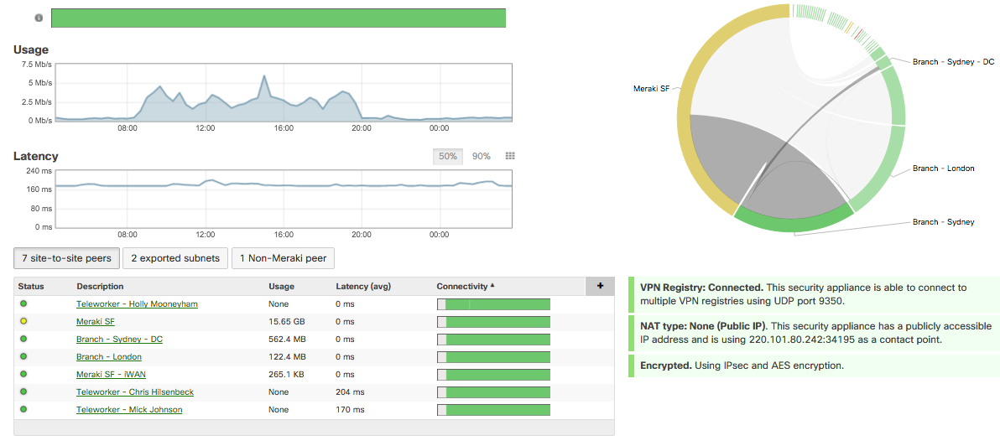 Usage
7.5 Mb/s
5 Mb/s
2.5 Mb/s
0 Mb/s
08:00 12:00 16:00 20:00 00:00
Latency
50% 90%
240 ms
160 ms
80 ms
0 ms
08:00 12:00 16:00 20:00 00:00
Meraki SF
Branch - Sydney - DC
Branch - London
Branch - Sydney
7 site-to-site peers 2 exported subnets 1 Non-Meraki peer
Status Description Usage Latency (avg) Connectivity ▲ +
Teleworker - Holly Mooneyham None 0 ms
Meraki SF 15.65 GB 0 ms
Branch - Sydney - DC 562.4 MB 0 ms
Branch - London 122.4 MB 0 ms
Meraki SF - iWAN 265.1 KB 0 ms
Teleworker - Chris Hilsenbeck None 204 ms
Teleworker - Mick Johnson None 170 ms
VPN Registry: Connected. This security appliance is able to connect to
multiple VPN registries using UDP port 9350.
NAT type: None (Public IP). This security appliance has a publicly accessible
IP address and is using 220.101.80.242:34195 as a contact point.
Encrypted. Using IPsec and AES encryption.